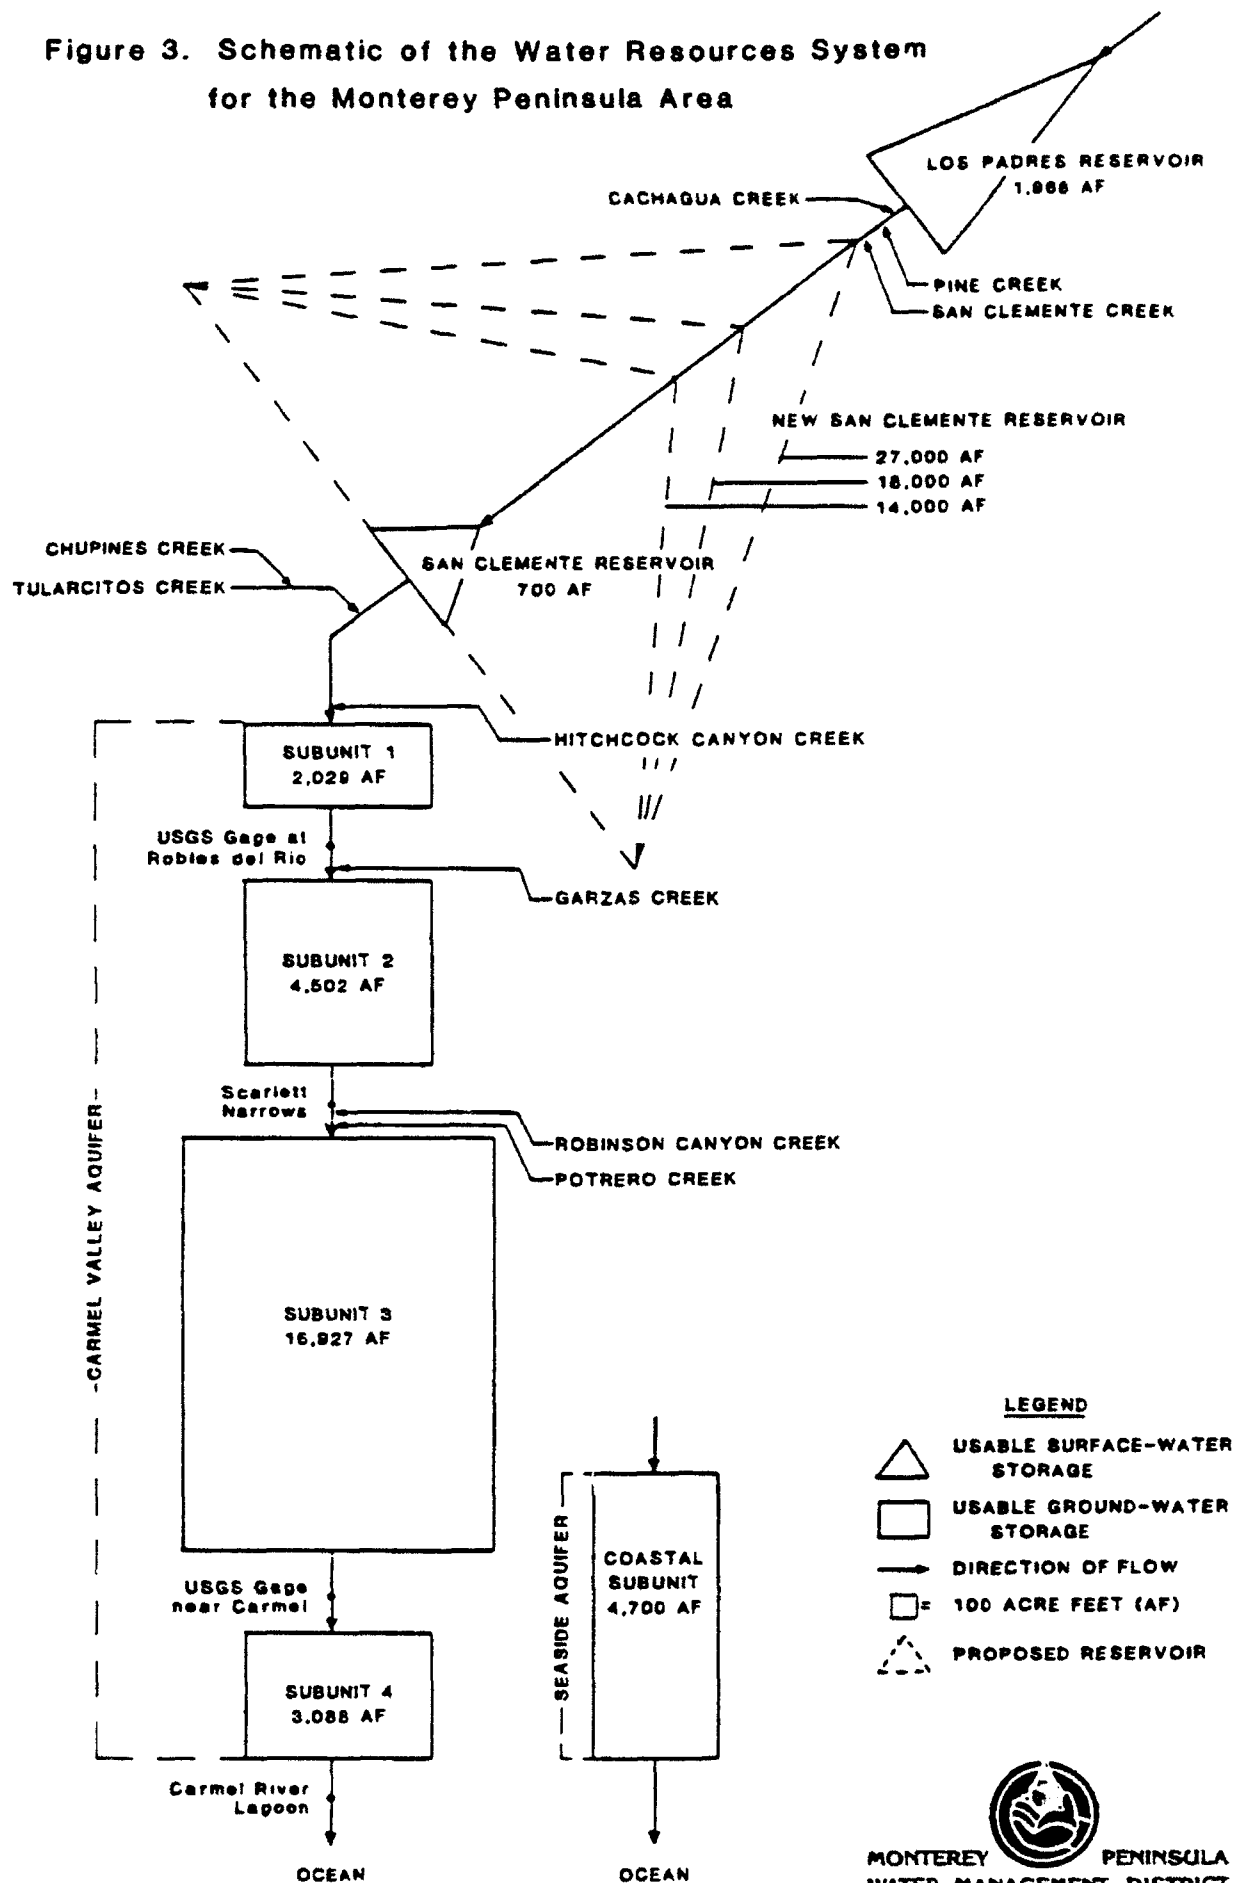 Figure 3. Schematic of the Water Resources System
for the Monterey Peninsula Area
LOS PADRES RESERVOIR
1,966 AF
CACHAGUA CREEK
PINE CREEK
SAN CLEMENTE CREEK
NEW SAN CLEMENTE RESERVOIR
27,000 AF
18,000 AF
14,000 AF
CHUPINES CREEK
TULARCITOS CREEK
SAN CLEMENTE RESERVOIR
700 AF
HITCHCOCK CANYON CREEK
SUBUNIT 1
2,029 AF
USGS Gage at
Robles del Rio
GARZAS CREEK
SUBUNIT 2
4,502 AF
Scarlett
Narrows
ROBINSON CANYON CREEK
POTRERO CREEK
CARMEL VALLEY AQUIFER
SUBUNIT 3
16,927 AF
USGS Gage
near Carmel
SUBUNIT 4
3,088 AF
Carmel River
Lagoon
OCEAN
SEASIDE AQUIFER
COASTAL
SUBUNIT
4,700 AF
OCEAN
LEGEND
USABLE SURFACE-WATER
STORAGE
USABLE GROUND-WATER
STORAGE
DIRECTION OF FLOW
= 100 ACRE FEET (AF)
PROPOSED RESERVOIR
MONTEREY PENINSULA
WATER MANAGEMENT DISTRICT